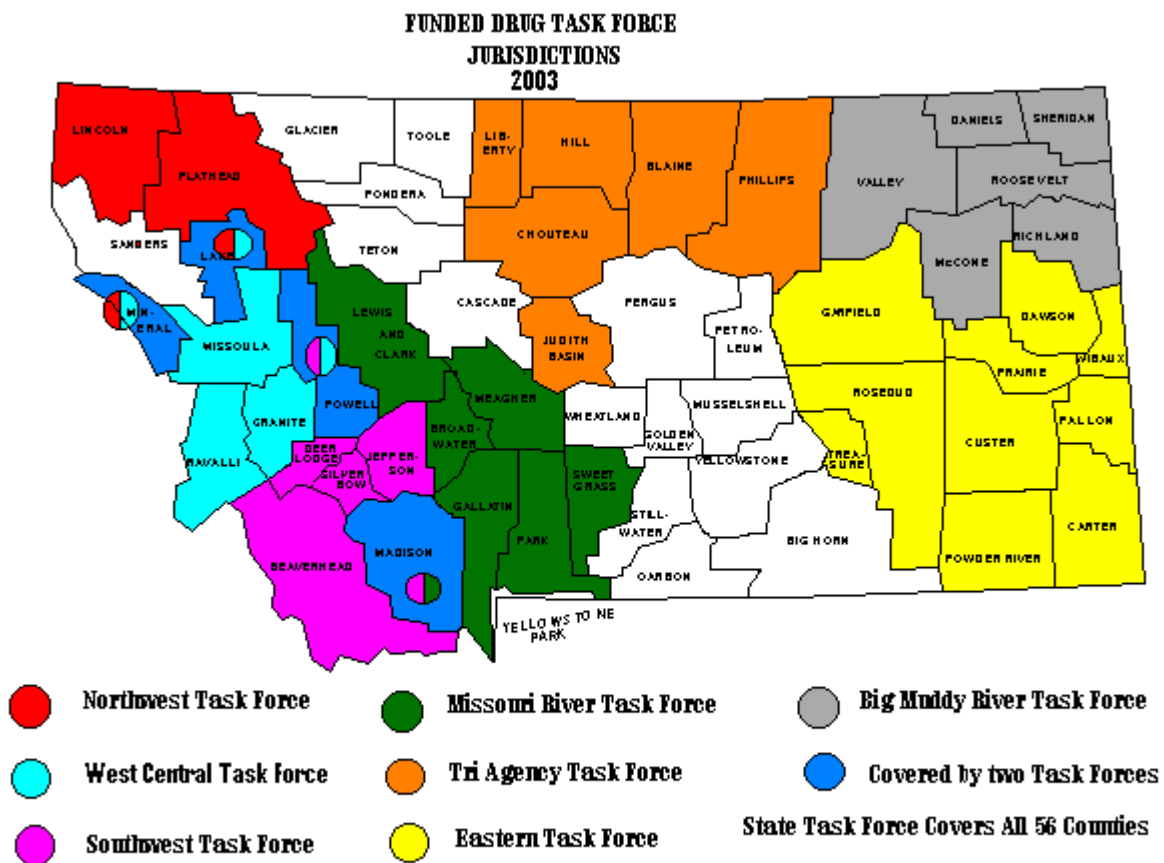 FUNDED DRUG TASK FORCE
JURISDICTIONS
2003
LINCOLN
GLACIER
TOOLE
LIB-
ERTY
HILL
BLAINE
PHILLIPS
DANIELS
SHERIDAN
FLATHEAD
PONDERA
VALLEY
ROOSEVELT
SANDERS
LAKE
TETON
CHOUTEAU
RICHLAND
McCONE
MIN-
ERAL
MISSOULA
LEWIS
AND
CLARK
CASCADE
FERGUS
PETRO-
LEUM
GARFIELD
DAWSON
JUDITH
BASIN
WIBAUX
PRAIRIE
POWELL
MEAGHER
WHEATLAND
MUSSELSHELL
ROSEBUD
FALLON
GRANITE
BROAD-
WATER
GOLDEN
VALLEY
CUSTER
RAVALLI
DEER
LODGE
JEFFER-
SON
SILVER
BOW
YELLOWSTONE
TREA-
SURE
SWEET
GRASS
GALLATIN
STILL-
WATER
CARTER
BEAVERHEAD
MADISON
PARK
BIG HORN
POWDER RIVER
CARBON
YELLOWSTONE
PARK
Northwest Task Force
Missouri River Task Force
Big Muddy River Task Force
West Central Task Force
Tri Agency Task Force
Covered by two Task Forces
Southwest Task Force
Eastern Task Force
State Task Force Covers All 56 Counties